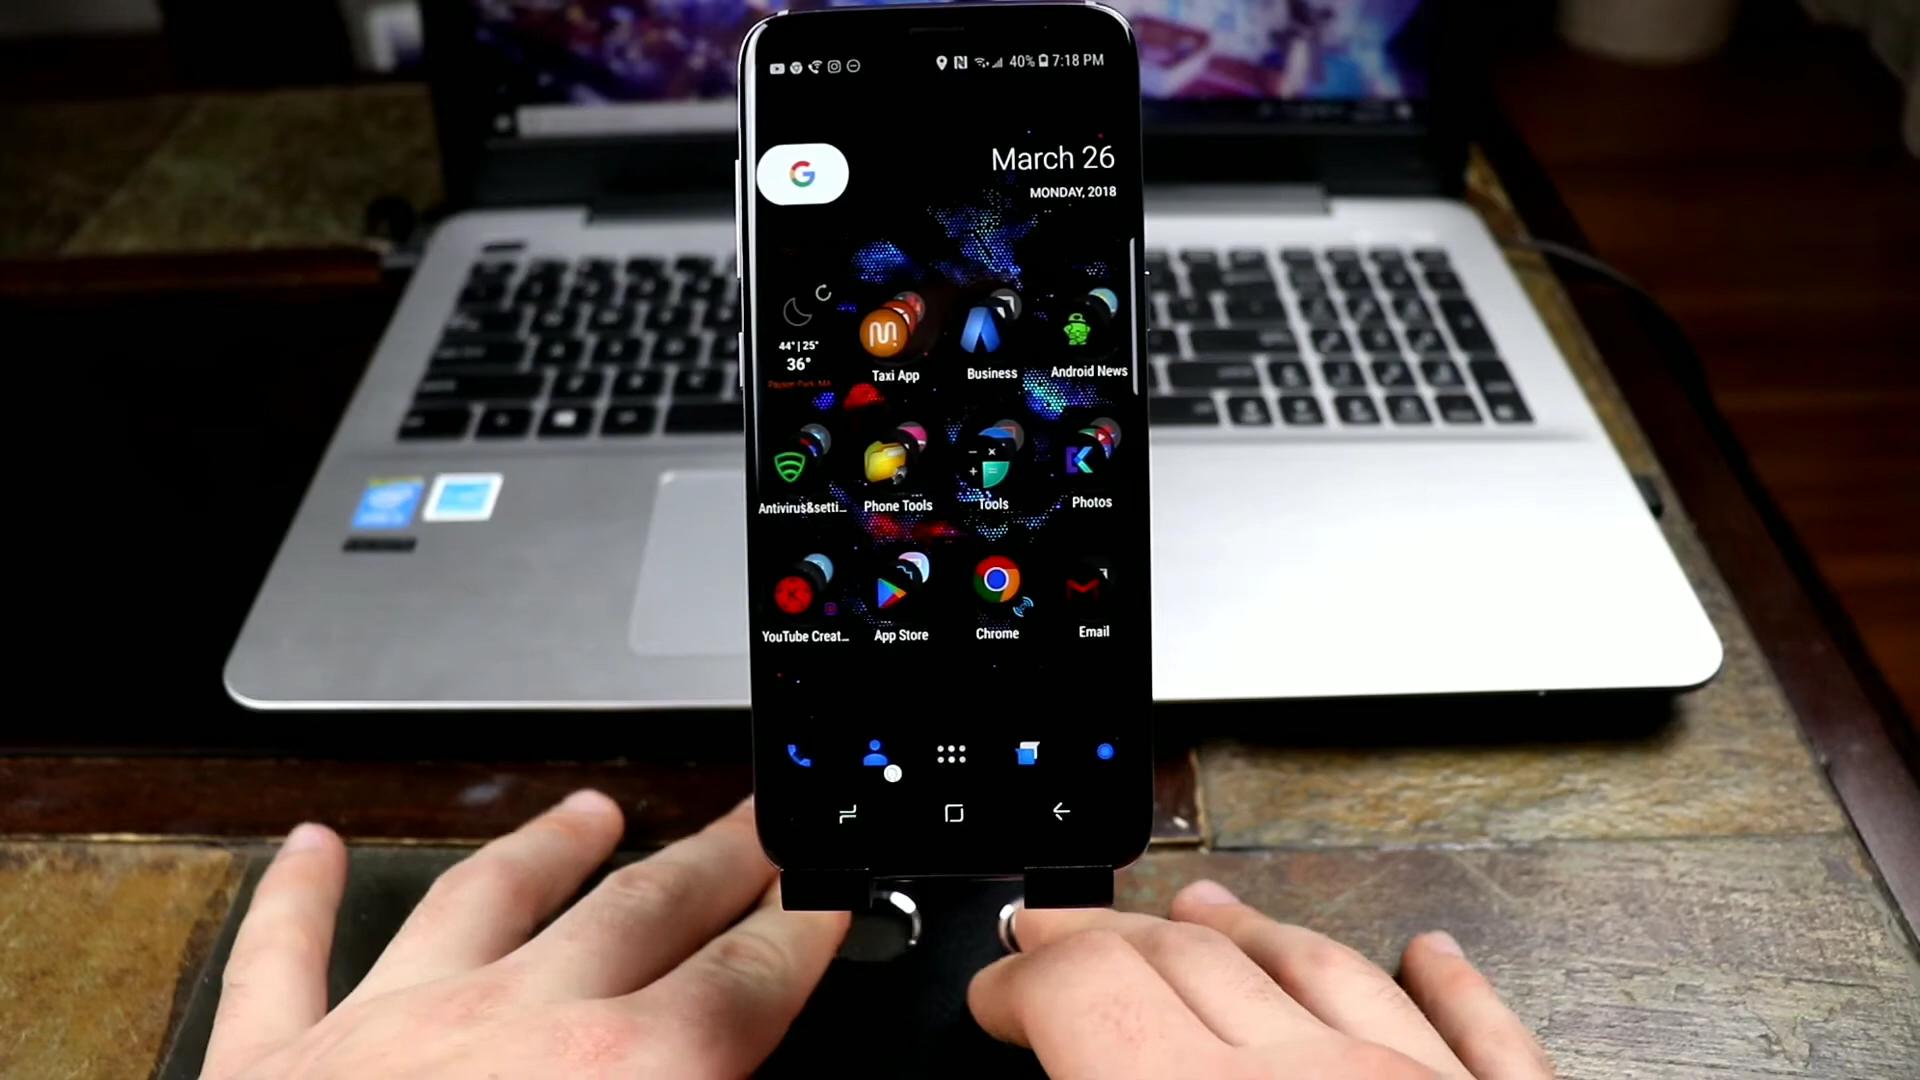 40% 7:18 PM
G
March 26
MONDAY, 2018
44° | 25°
36°
Taxi App
Business
Android News
Antivirus&setti...
Phone Tools
Tools
Photos
YouTube Creat...
App Store
Chrome
Email